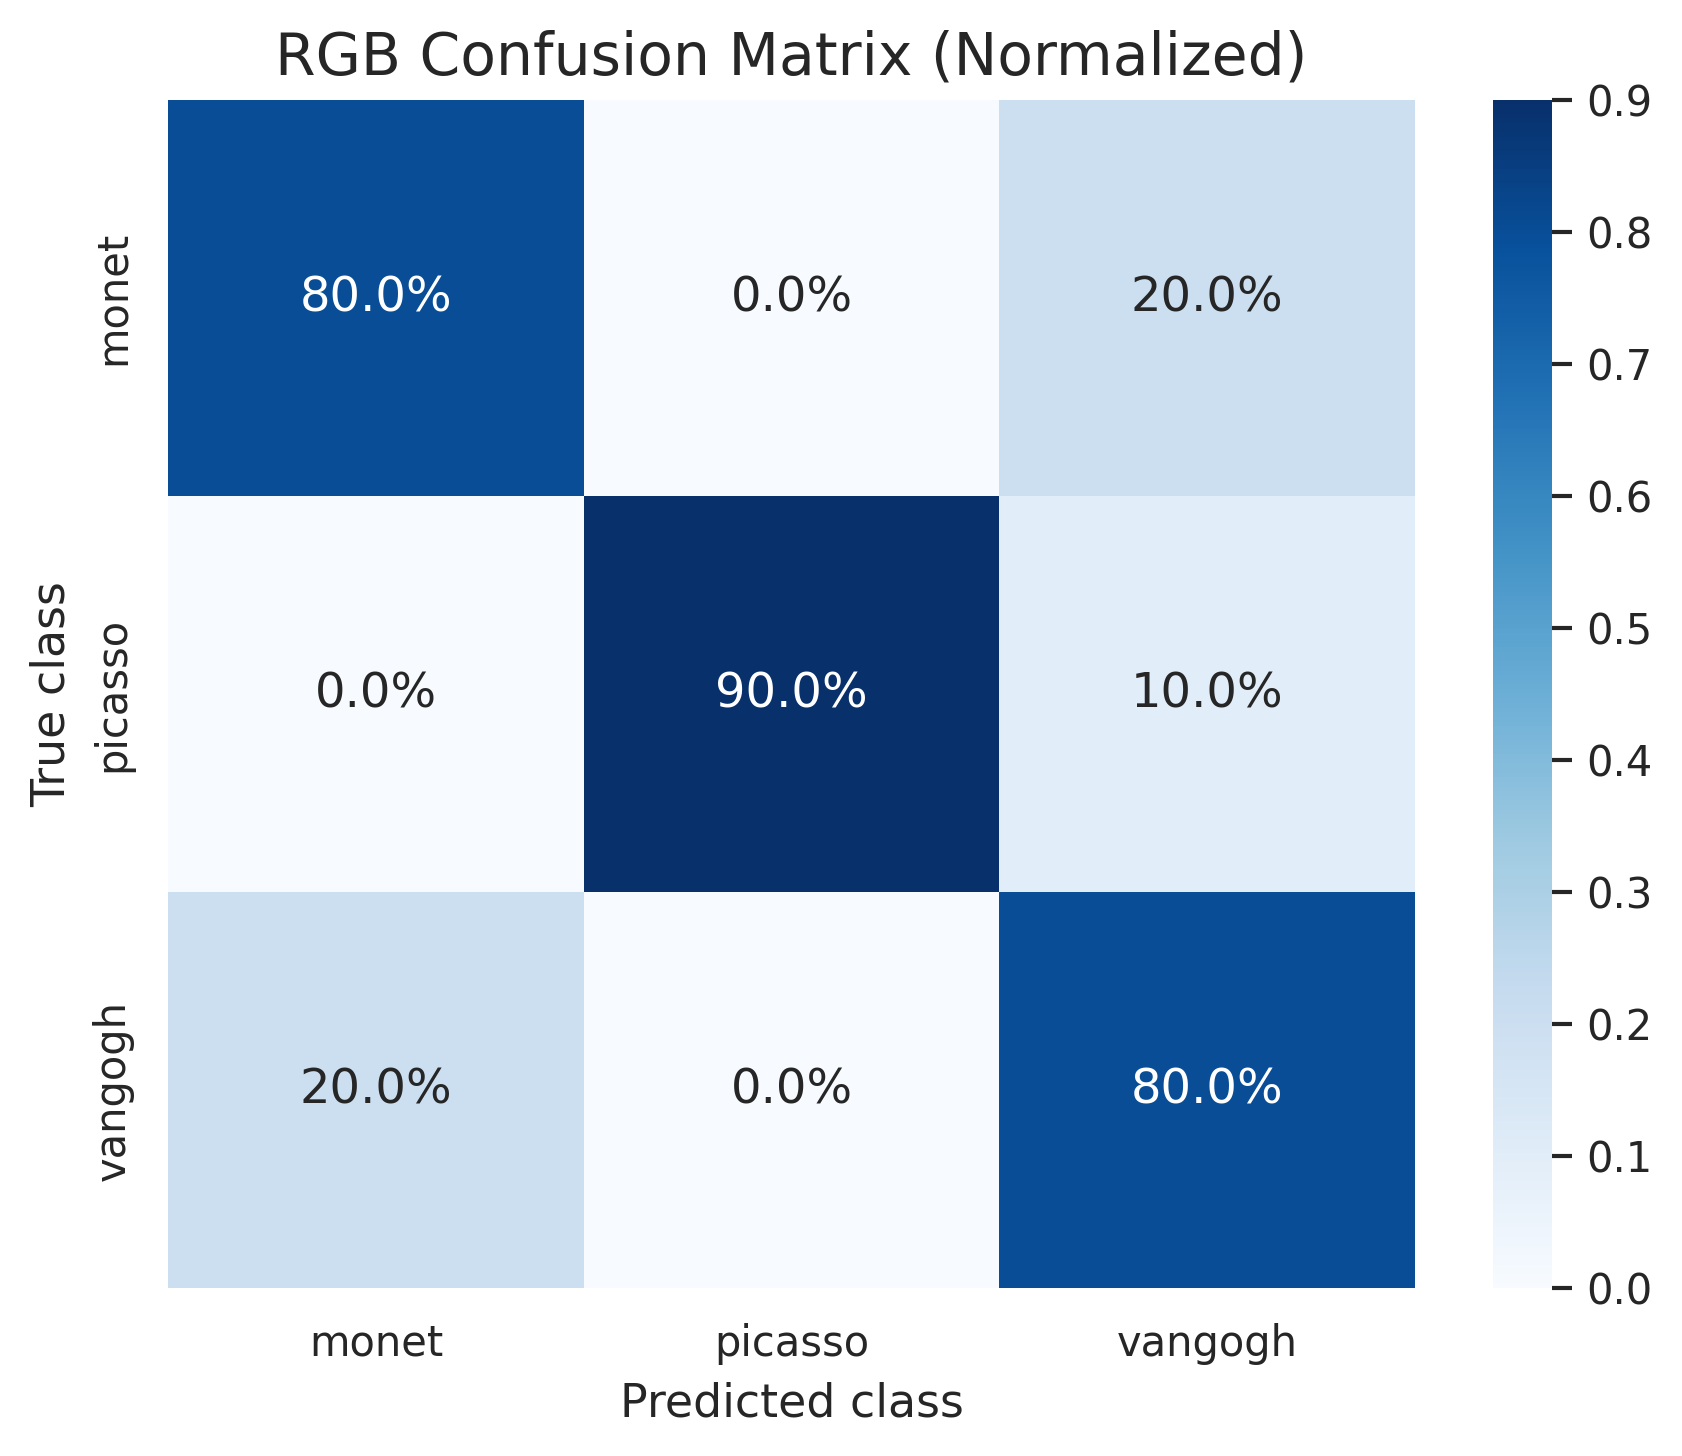 RGB Confusion Matrix (Normalized)
True class
monet
80.0% 0.0% 20.0%
picasso
0.0% 90.0% 10.0%
vangogh
20.0% 0.0% 80.0%
monet picasso vangogh
Predicted class
0.9
0.8
0.7
0.6
0.5
0.4
0.3
0.2
0.1
0.0